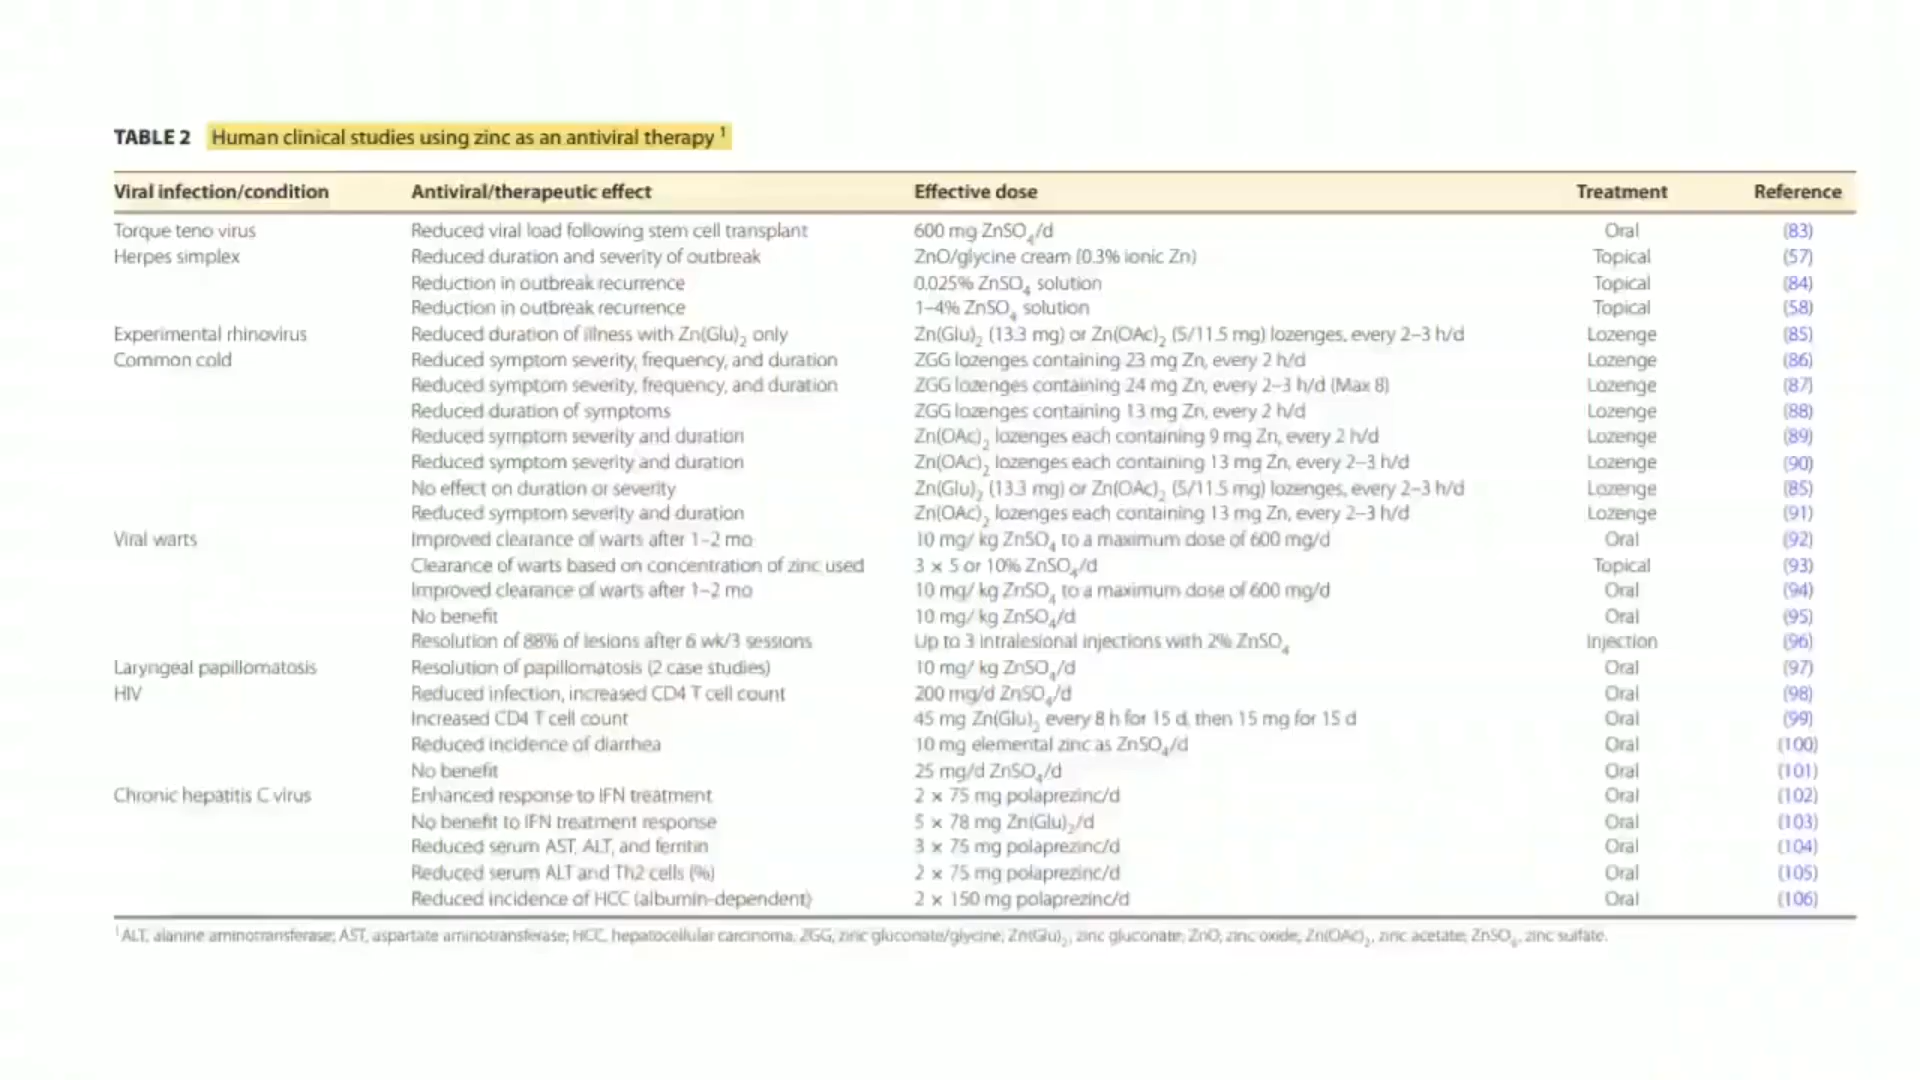 TABLE 2 Human clinical studies using zinc as an antiviral therapy 1
Viral infection/condition Antiviral/therapeutic effect Effective dose Treatment Reference
Torque teno virus Reduced viral load following stem cell transplant 600 mg ZnSO4/d Oral (83)
Herpes simplex Reduced duration and severity of outbreak ZnO/glycine cream (0.3% ionic Zn) Topical (57)
Reduction in outbreak recurrence 0.025% ZnSO4 solution Topical (84)
Reduction in outbreak recurrence 1–4% ZnSO4 solution Topical (58)
Experimental rhinovirus Reduced duration of illness with Zn(Glu)2 only Zn(Glu)2 (13.3 mg) or Zn(OAc)2 (5/11.5 mg) lozenges, every 2–3 h/d Lozenge (85)
Common cold Reduced symptom severity, frequency, and duration ZGG lozenges containing 23 mg Zn, every 2 h/d Lozenge (86)
Reduced symptom severity, frequency, and duration ZGG lozenges containing 24 mg Zn, every 2–3 h/d (Max 8) Lozenge (87)
Reduced duration of symptoms ZGG lozenges containing 13 mg Zn, every 2 h/d Lozenge (88)
Reduced symptom severity and duration Zn(OAc)2 lozenges each containing 9 mg Zn, every 2 h/d Lozenge (89)
Reduced symptom severity and duration Zn(OAc)2 lozenges each containing 13 mg Zn, every 2–3 h/d Lozenge (90)
No effect on duration or severity Zn(Glu)2 (13.3 mg) or Zn(OAc)2 (5/11.5 mg) lozenges, every 2–3 h/d Lozenge (85)
Reduced symptom severity and duration Zn(OAc)2 lozenges each containing 13 mg Zn, every 2–3 h/d Lozenge (91)
Viral warts Improved clearance of warts after 1–2 mo 10 mg/ kg ZnSO4 to a maximum dose of 600 mg/d Oral (92)
Clearance of warts based on concentration of zinc used 3 × 5 or 10% ZnSO4/d Topical (93)
Improved clearance of warts after 1–2 mo 10 mg/ kg ZnSO4 to a maximum dose of 600 mg/d Oral (94)
No benefit 10 mg/ kg ZnSO4/d Oral (95)
Resolution of 88% of lesions after 6 wk/3 sessions Up to 3 intralesional injections with 2% ZnSO4 Injection (96)
Laryngeal papillomatosis Resolution of papillomatosis (2 case studies) 10 mg/ kg ZnSO4/d Oral (97)
HIV Reduced infection, increased CD4 T cell count 200 mg/d ZnSO4/d Oral (98)
Increased CD4 T cell count 45 mg Zn(Glu)2 every 8 h for 15 d, then 15 mg for 15 d Oral (99)
Reduced incidence of diarrhea 10 mg elemental zinc as ZnSO4/d Oral (100)
No benefit 25 mg/d ZnSO4/d Oral (101)
Chronic hepatitis C virus Enhanced response to IFN treatment 2 × 75 mg polaprezinc/d Oral (102)
No benefit to IFN treatment response 5 × 78 mg Zn(Glu)2/d Oral (103)
Reduced serum AST, ALT, and ferritin 3 × 75 mg polaprezinc/d Oral (104)
Reduced serum ALT and Th2 cells (%) 2 × 75 mg polaprezinc/d Oral (105)
Reduced incidence of HCC (albumin-dependent) 2 × 150 mg polaprezinc/d Oral (106)
1 ALT, alanine aminotransferase; AST, aspartate aminotransferase; HCC, hepatocellular carcinoma; ZGG, zinc gluconate/glycine; Zn(Glu)2, zinc gluconate; ZnO, zinc oxide; Zn(OAc)2, zinc acetate; ZnSO4, zinc sulfate.